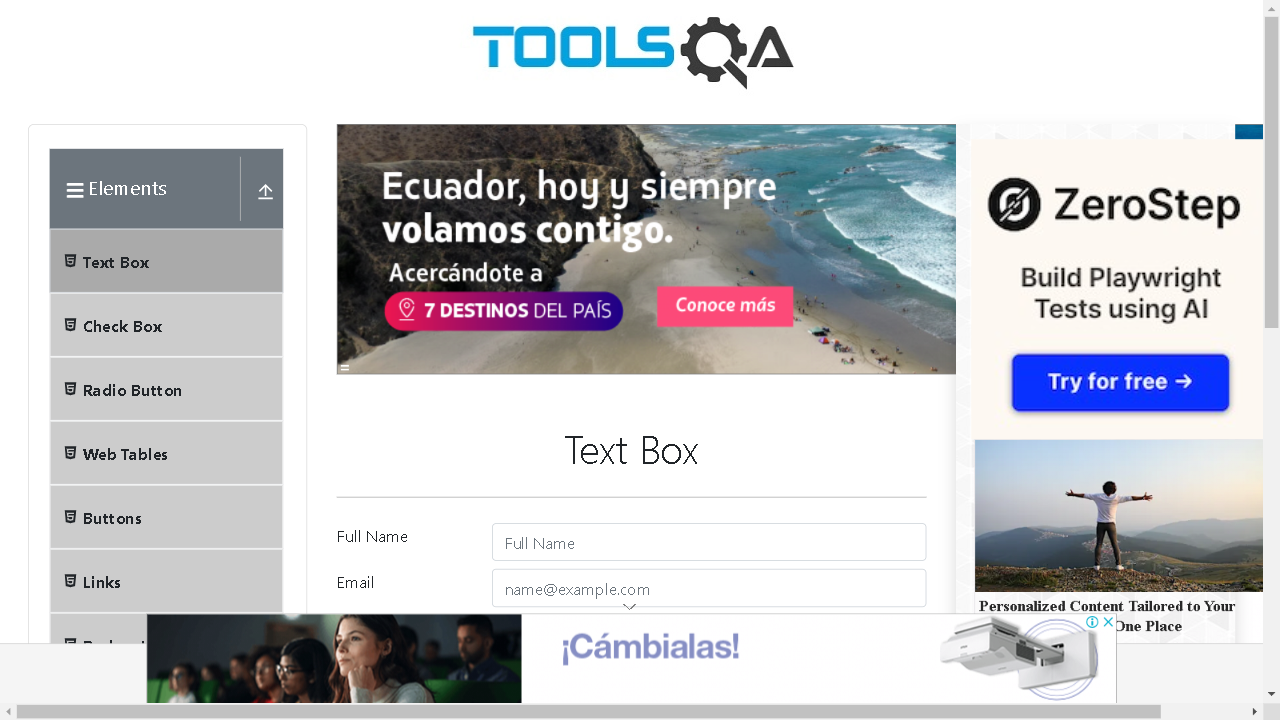 TOOLSQA
Elements
Text Box
Check Box
Radio Button
Web Tables
Buttons
Links
Ecuador, hoy y siempre
volamos contigo.
Acercándote a
7 DESTINOS DEL PAÍS
Conoce más
Text Box
Full Name
Full Name
Email
name@example.com
ZeroStep
Build Playwright
Tests using AI
Try for free →
Personalized Content Tailored to Your
One Place
¡Cámbialas!